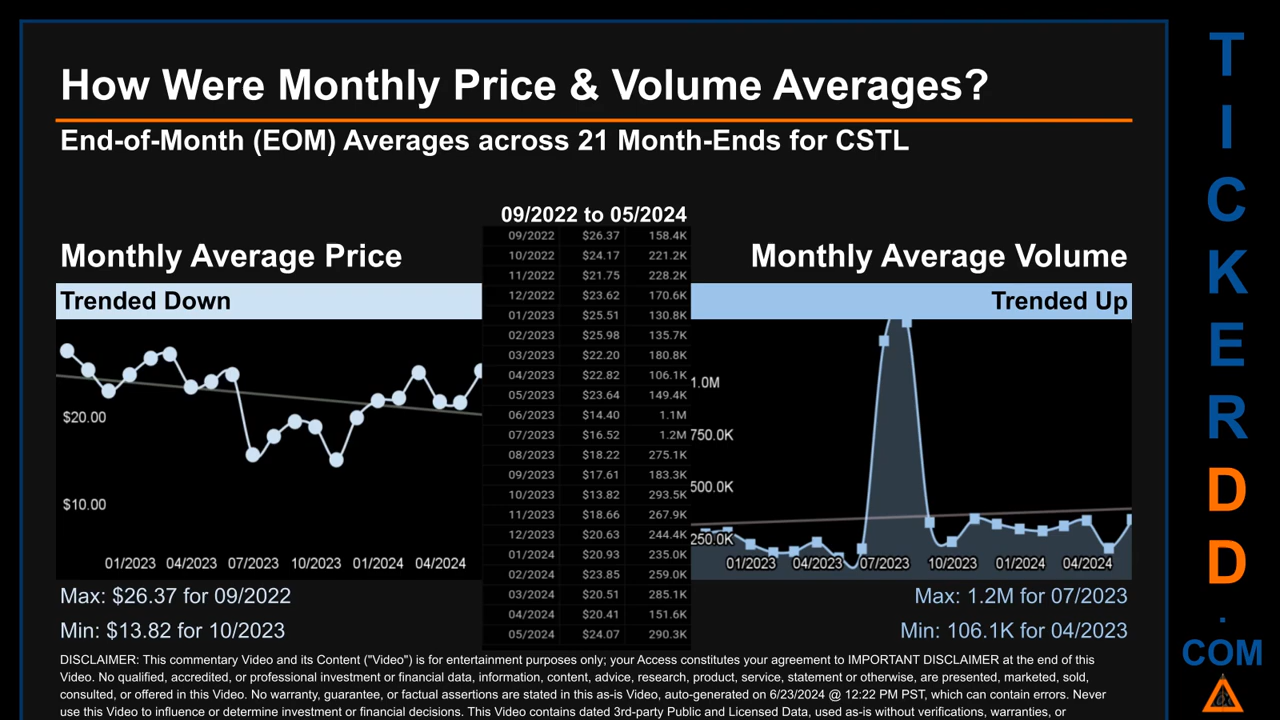 How Were Monthly Price & Volume Averages?
End-of-Month (EOM) Averages across 21 Month-Ends for CSTL
09/2022 to 05/2024
Monthly Average Price
Trended Down
$20.00
$10.00
01/2023 04/2023 07/2023 10/2023 01/2024 04/2024
Max: $26.37 for 09/2022
Min: $13.82 for 10/2023
09/2022 $26.37 158.4K
10/2022 $24.17 221.2K
11/2022 $21.75 228.2K
12/2022 $23.62 170.6K
01/2023 $25.51 130.8K
02/2023 $25.98 135.7K
03/2023 $22.20 180.8K
04/2023 $22.82 106.1K
05/2023 $23.64 149.4K
06/2023 $14.40 1.1M
07/2023 $16.52 1.2M
08/2023 $18.22 275.1K
09/2023 $17.61 183.3K
10/2023 $13.82 293.5K
11/2023 $18.66 267.9K
12/2023 $20.63 244.4K
01/2024 $20.93 235.0K
02/2024 $23.85 259.0K
03/2024 $20.51 285.1K
04/2024 $20.41 151.6K
05/2024 $24.07 290.3K
Monthly Average Volume
Trended Up
1.0M
750.0K
500.0K
250.0K
01/2023 04/2023 07/2023 10/2023 01/2024 04/2024
Max: 1.2M for 07/2023
Min: 106.1K for 04/2023
DISCLAIMER: This commentary Video and its Content ("Video") is for entertainment purposes only; your Access constitutes your agreement to IMPORTANT DISCLAIMER at the end of this
Video. No qualified, accredited, or professional investment or financial data, information, content, advice, research, product, service, statement or otherwise, are presented, marketed, sold,
consulted, or offered in this Video. No warranty, guarantee, or factual assertions are stated in this as-is Video, auto-generated on 6/23/2024 @ 12:22 PM PST, which can contain errors. Never
use this Video to influence or determine investment or financial decisions. This Video contains dated 3rd-party Public and Licensed Data, used as-is without verifications, warranties, or
TICKERDD
.
COM